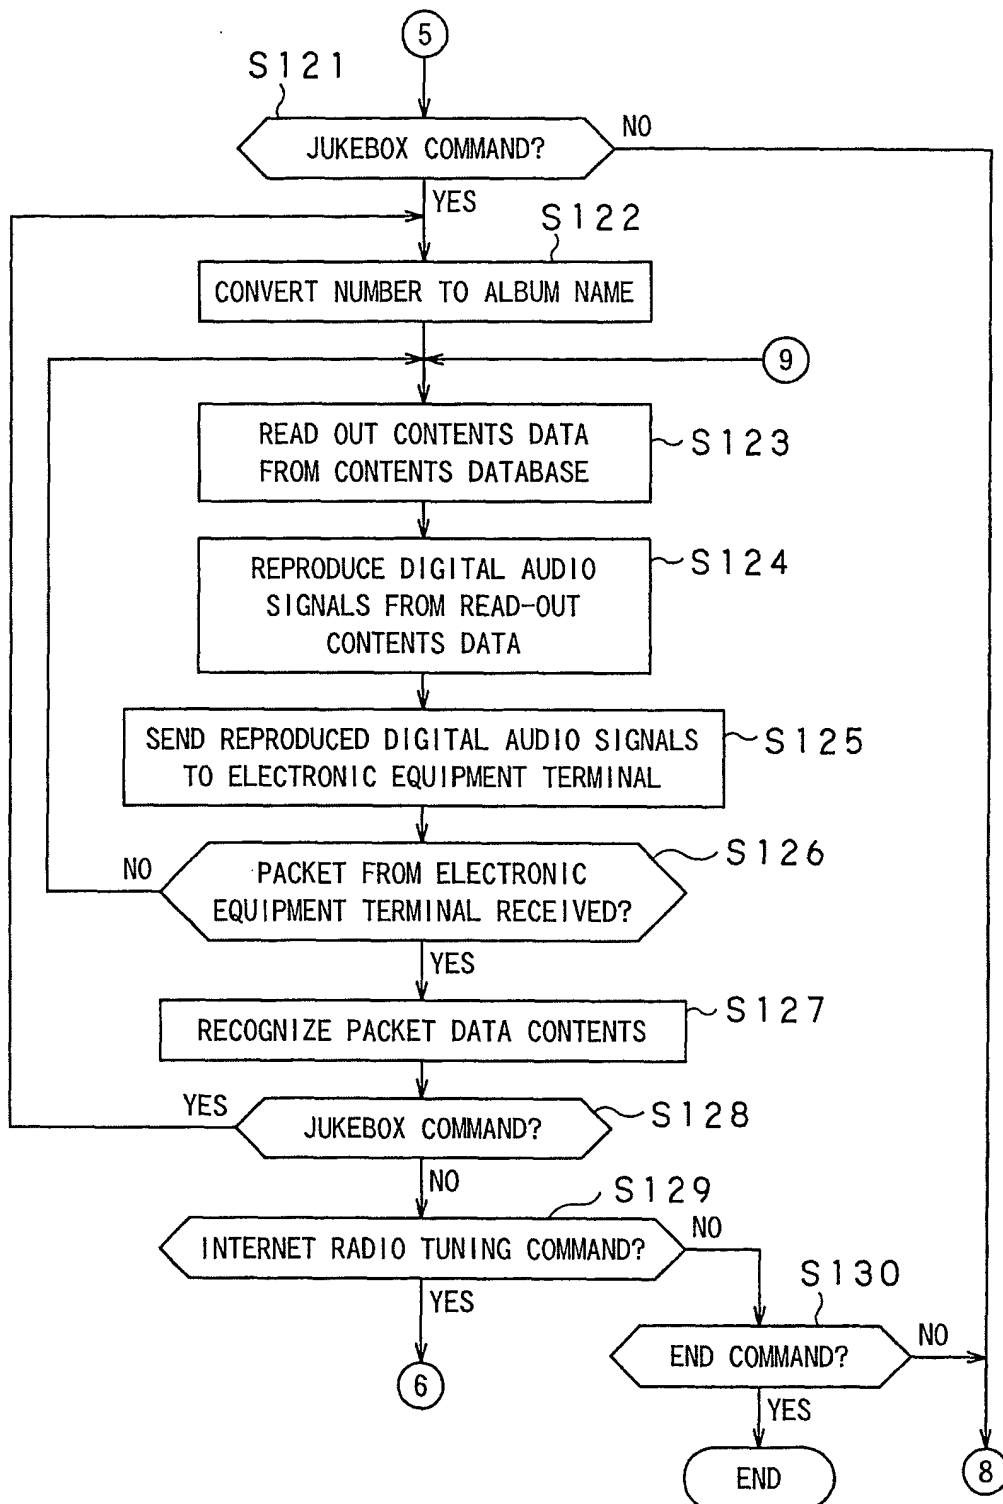 5
S121
JUKEBOX COMMAND?
NO
YES
S122
CONVERT NUMBER TO ALBUM NAME
9
READ OUT CONTENTS DATA
FROM CONTENTS DATABASE
S123
REPRODUCE DIGITAL AUDIO
SIGNALS FROM READ-OUT
CONTENTS DATA
S124
SEND REPRODUCED DIGITAL AUDIO SIGNALS
TO ELECTRONIC EQUIPMENT TERMINAL
S125
NO
PACKET FROM ELECTRONIC
EQUIPMENT TERMINAL RECEIVED?
S126
YES
RECOGNIZE PACKET DATA CONTENTS
S127
YES
JUKEBOX COMMAND?
S128
NO
S129
INTERNET RADIO TUNING COMMAND?
NO
YES
S130
END COMMAND?
NO
6
YES
END
8